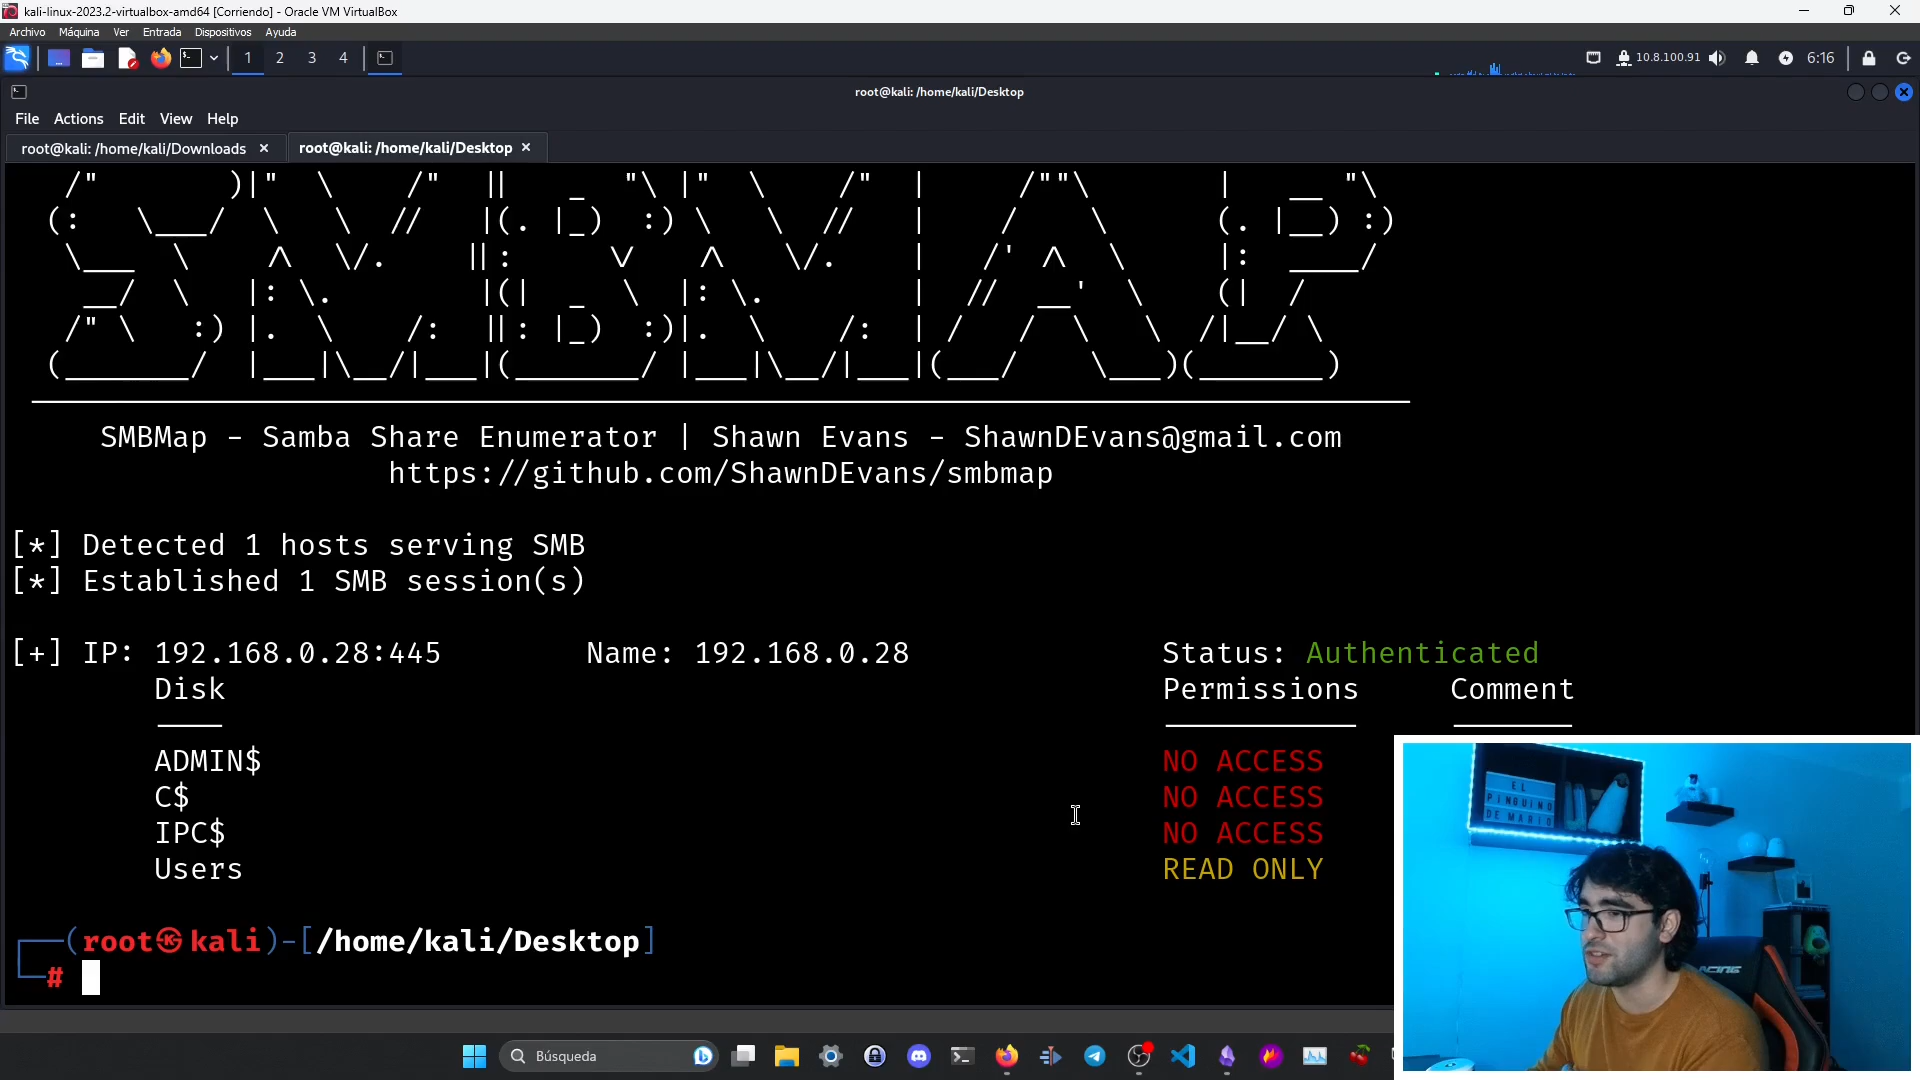 kali-linux-2023.2-virtualbox-amd64 [Corriendo] - Oracle VM VirtualBox
Archivo Máquina Ver Entrada Dispositivos Ayuda
1 2 3 4
10.8.100.91
6:16
root@kali: /home/kali/Desktop
File Actions Edit View Help
root@kali: /home/kali/Downloads
root@kali: /home/kali/Desktop
SMBMap - Samba Share Enumerator | Shawn Evans - ShawnDEvans@gmail.com
https://github.com/ShawnDEvans/smbmap
[*] Detected 1 hosts serving SMB
[*] Established 1 SMB session(s)
[+] IP: 192.168.0.28:445 Name: 192.168.0.28 Status: Authenticated
Disk Permissions Comment
ADMIN$ NO ACCESS
C$ NO ACCESS
IPC$ NO ACCESS
Users READ ONLY
(root㉿kali)-[/home/kali/Desktop]
#
EL
PINGUINO
DE MARIO
Búsqueda